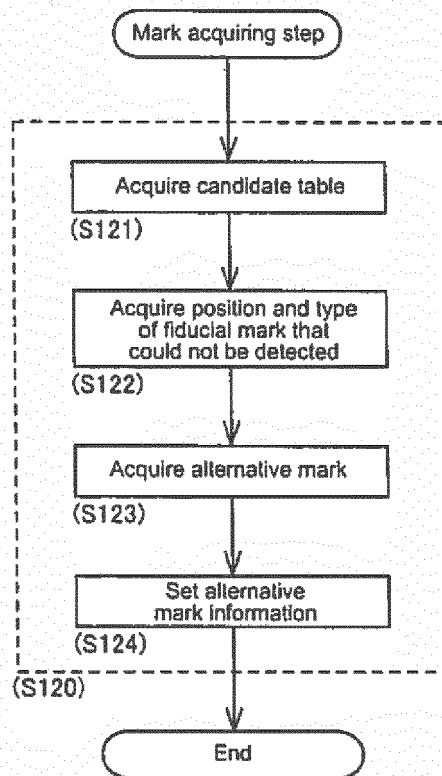 Mark acquiring step
Acquire candidate table
(S121)
Acquire position and type
of fiducial mark that
could not be detected
(S122)
Acquire alternative mark
(S123)
Set alternative
mark information
(S124)
(S120)
End